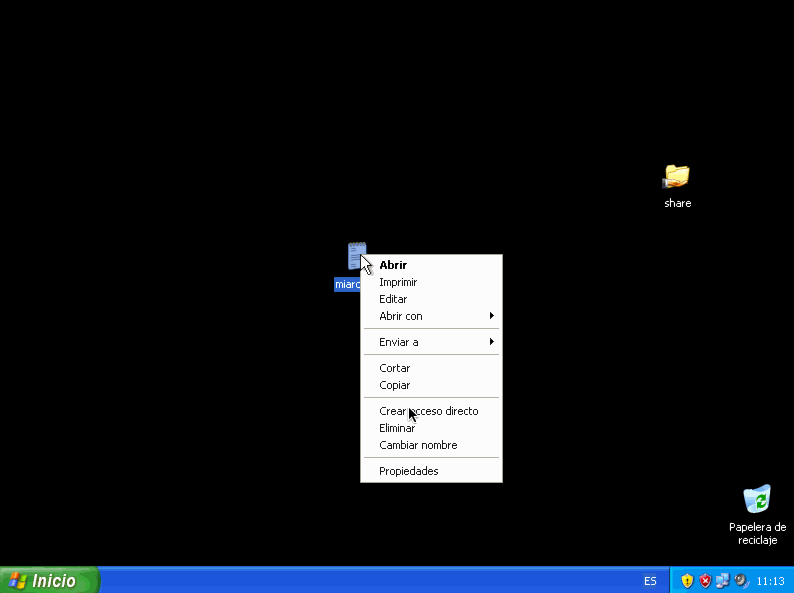 share
miarc
Abrir
Imprimir
Editar
Abrir con
Enviar a
Cortar
Copiar
Crear acceso directo
Eliminar
Cambiar nombre
Propiedades
Papelera de
reciclaje
Inicio
ES
11:13